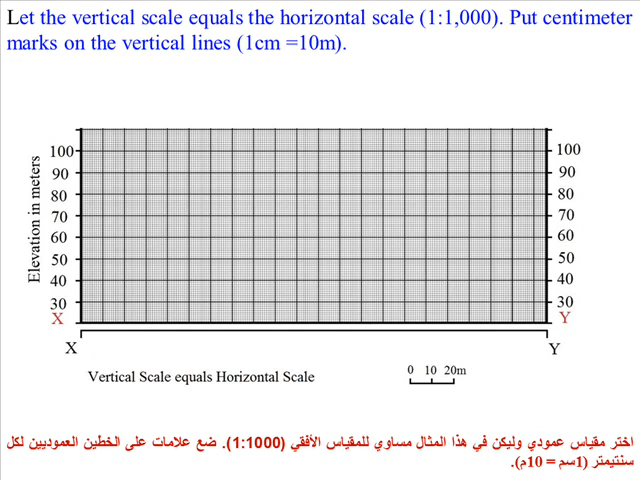 Let the vertical scale equals the horizontal scale (1:1,000). Put centimeter
marks on the vertical lines (1cm =10m).
Elevation in meters
100 100
90 90
80 80
70 70
60 60
50 50
40 40
30 30
X Y
X Y
Vertical Scale equals Horizontal Scale
0 10 20m
اختر مقياس عمودي وليكن في هذا المثال مساوي للمقياس الأفقي (1:1000). ضع علامات على الخطين العموديين لكل
سنتيمتر (1سم = 10م).